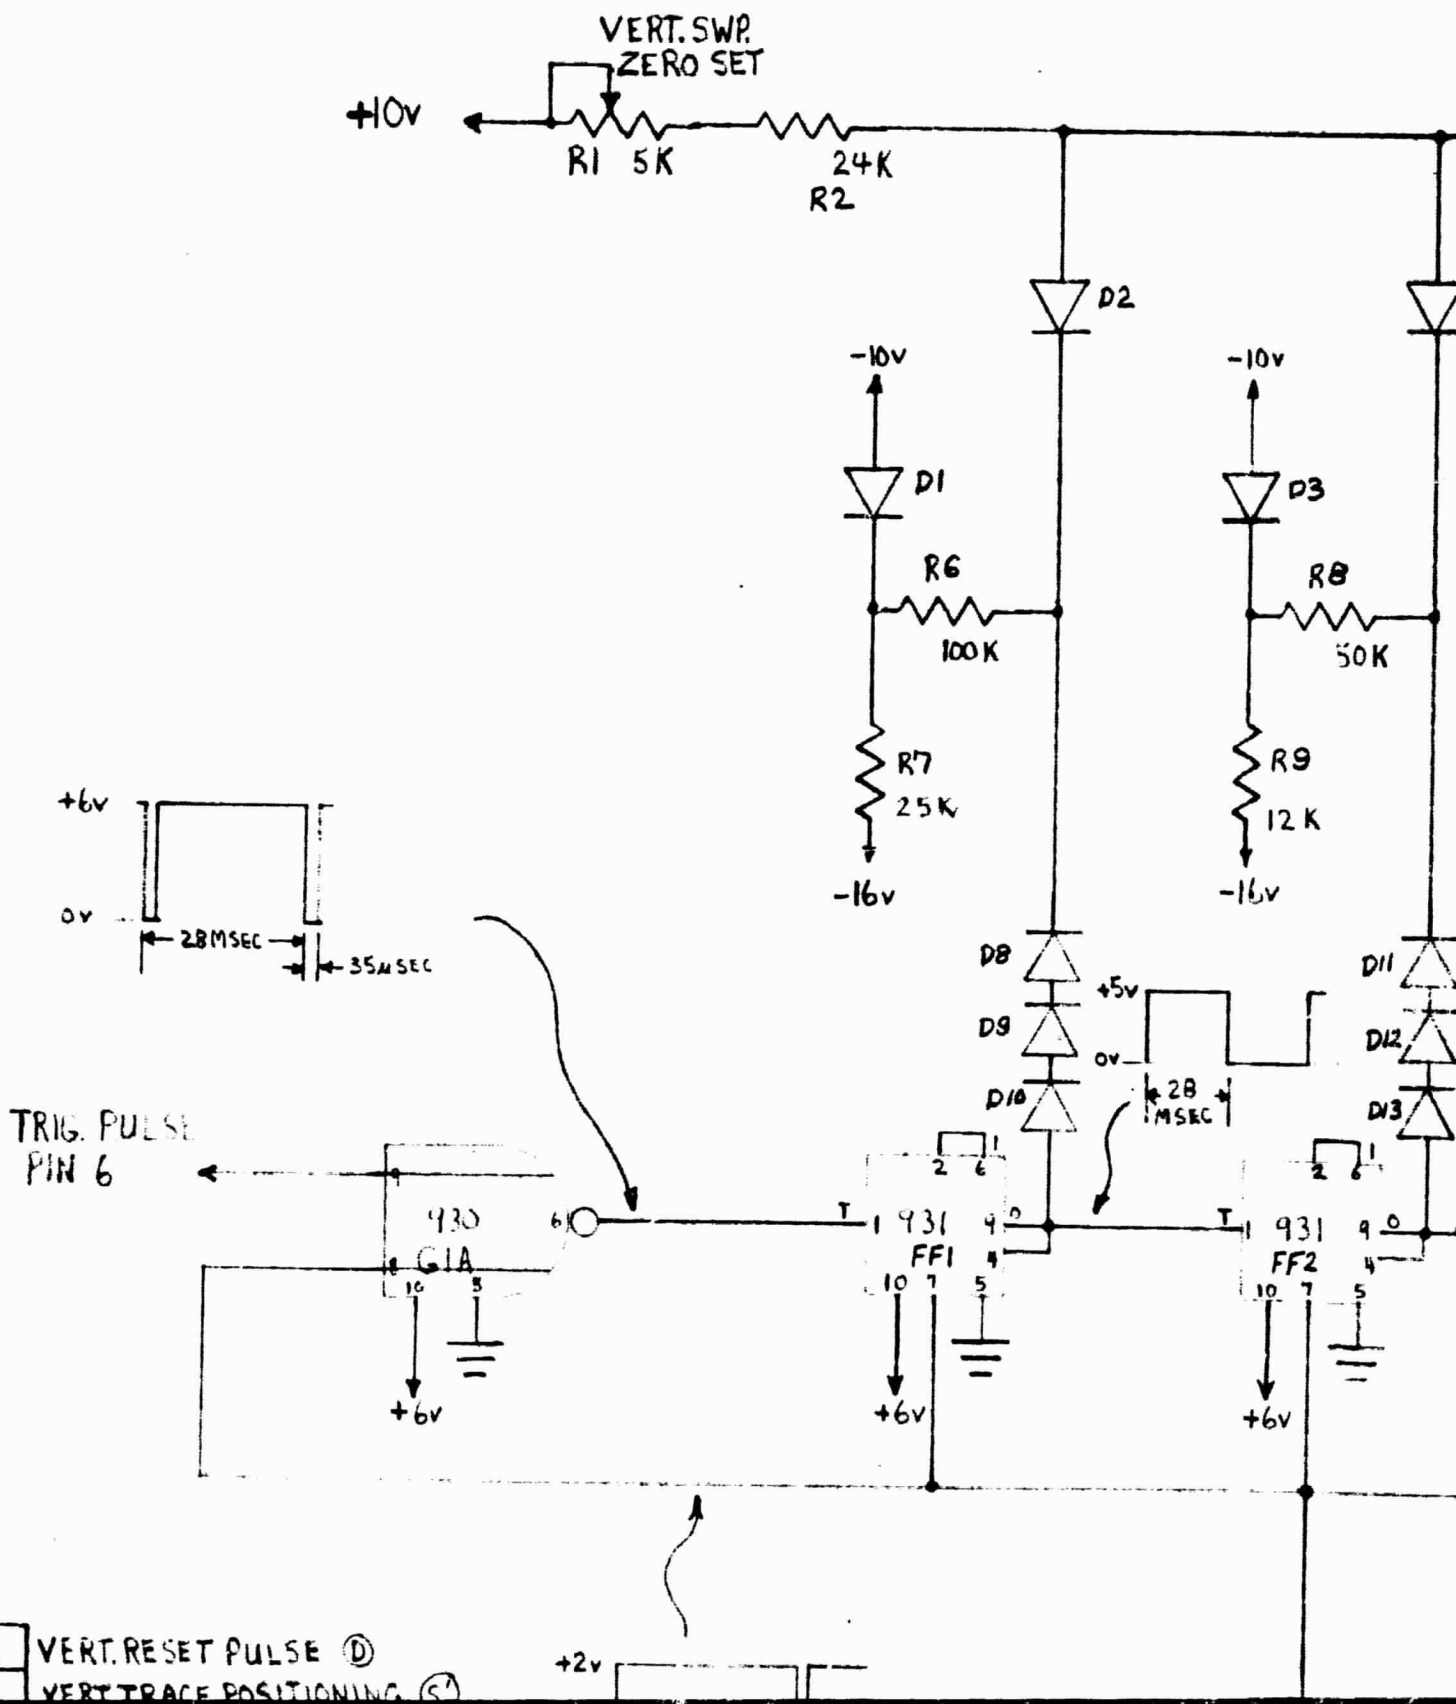 VERT. SWP.
ZERO SET
+10v
R1 5K
24K
R2
D2
-10v
-10v
D1
D3
R6
R8
100K
50K
R7
25K
R9
12K
-16v
-16v
+6v
0v
28MSEC
35µSEC
D8
D9
D10
+5v
0v
28
MSEC
D11
D12
D13
TRIG. PULSE
PIN 6
930
G1A
6
10
5
+6v
T
1
931
FF1
2
6
1
9
0
4
10
7
5
+6v
T
1
931
FF2
2
6
1
9
0
4
10
7
5
+6v
+2v
VERT. RESET PULSE D
VERT TRACE POSITIONING S'